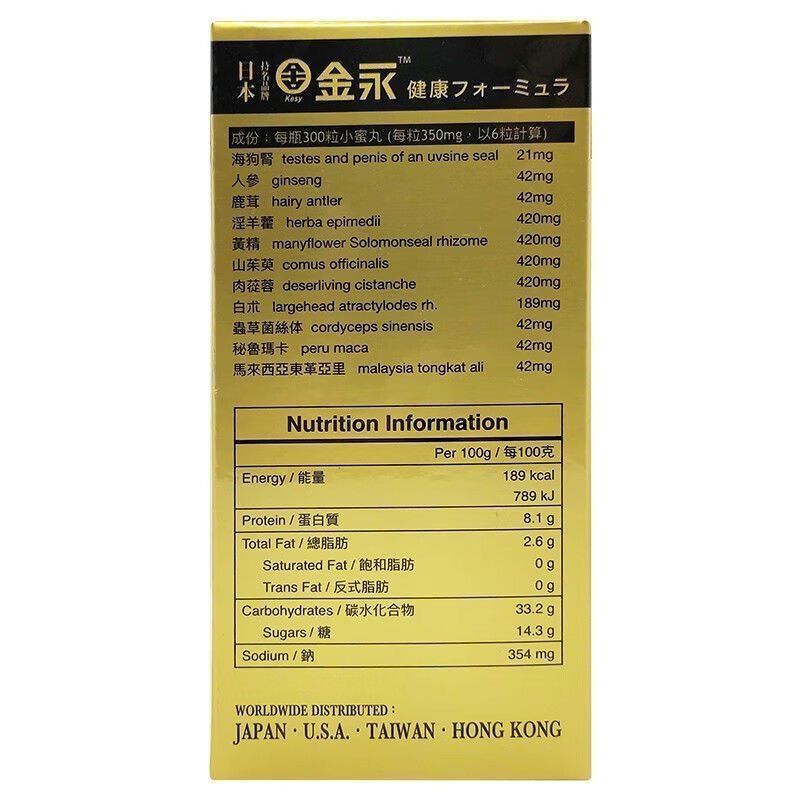 日本
持名品牌
金
Kesy
金永™
健康フォーミュラ
成份：每瓶300粒小蜜丸 (每粒350mg，以6粒計算)
海狗腎 testes and penis of an uvsine seal 21mg
人參 ginseng 42mg
鹿茸 hairy antler 42mg
淫羊藿 herba epimedii 420mg
黃精 manyflower Solomonseal rhizome 420mg
山茱萸 comus officinalis 420mg
肉蓯蓉 deserliving cistanche 420mg
白朮 largehead atractylodes rh. 189mg
蟲草菌絲体 cordyceps sinensis 42mg
秘魯瑪卡 peru maca 42mg
馬來西亞東革亞里 malaysia tongkat ali 42mg
Nutrition Information
Per 100g / 每100克
Energy / 能量 189 kcal
789 kJ
Protein / 蛋白質 8.1 g
Total Fat / 總脂肪 2.6 g
Saturated Fat / 飽和脂肪 0 g
Trans Fat / 反式脂肪 0 g
Carbohydrates / 碳水化合物 33.2 g
Sugars / 糖 14.3 g
Sodium / 鈉 354 mg
WORLDWIDE DISTRIBUTED :
JAPAN · U.S.A. · TAIWAN · HONG KONG